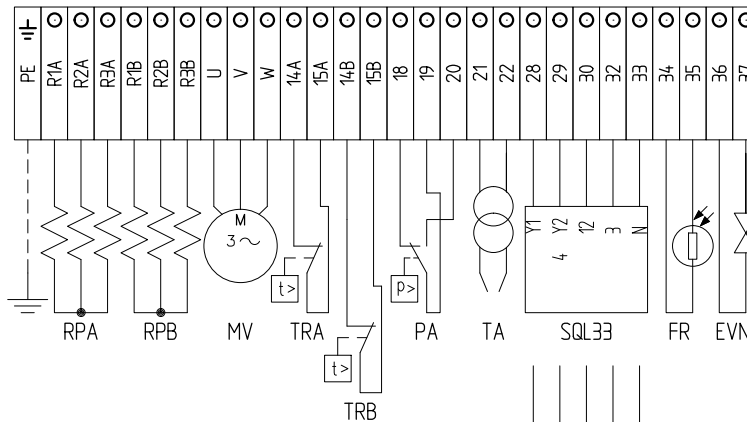 PE R1A R2A R3A R1B R2B R3B U V W 14A 15A 14B 15B 18 19 20 21 22 28 29 30 32 33 34 35 36 37
M
3~
Y1 Y2 12 3 N
4
t>
p>
RPA RPB MV TRA PA TA SQL33 FR EVN
t>
TRB